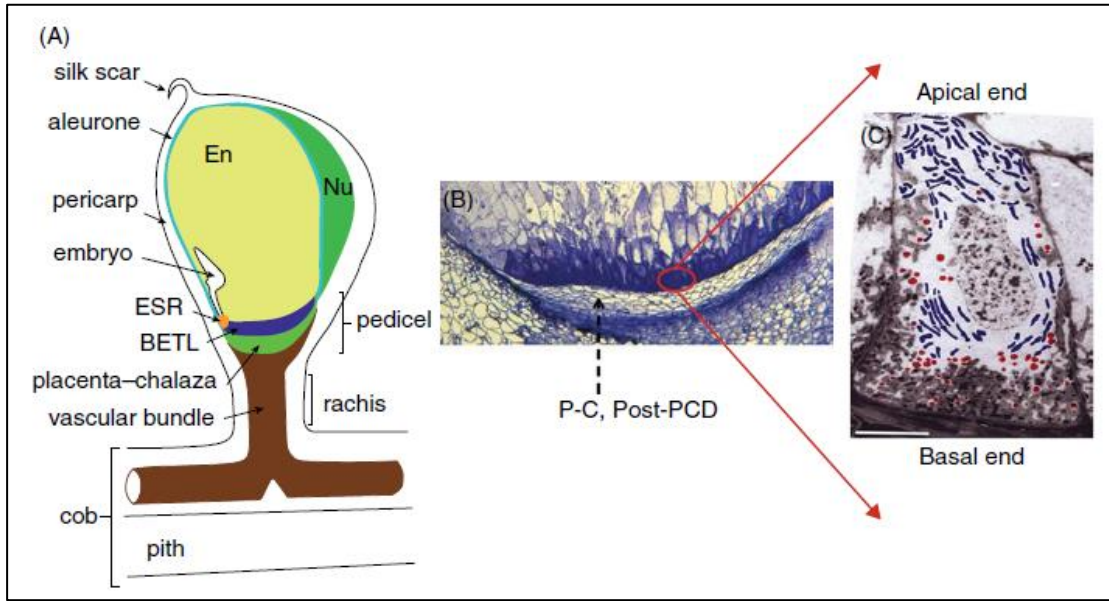 (A)
silk scar
aleurone
En
Nu
pericarp
embryo
ESR
BETL
pedicel
placenta–chalaza
vascular bundle
rachis
cob
pith
(B)
P-C, Post-PCD
Apical end
(C)
Basal end